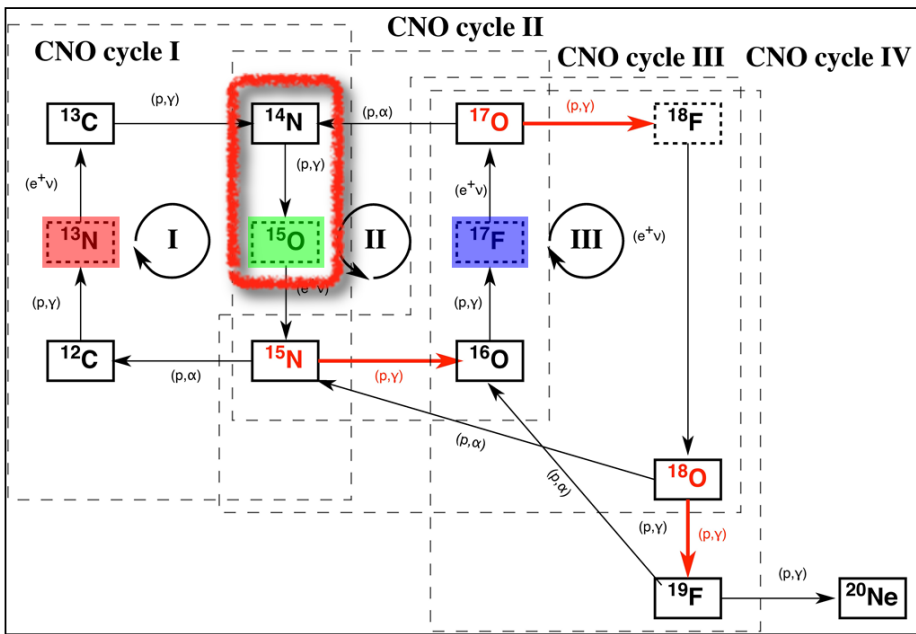 CNO cycle I
CNO cycle II
CNO cycle III
CNO cycle IV
¹³C
(p,γ)
¹⁴N
(p,α)
¹⁷O
(p,γ)
¹⁸F
(e⁺ν)
(p,γ)
(e⁺ν)
¹³N
I
¹⁵O
II
¹⁷F
III
(e⁺ν)
(p,γ)
(e⁺ν)
(p,γ)
¹²C
(p,α)
¹⁵N
(p,γ)
¹⁶O
(p,α)
(p,α)
¹⁸O
(p,γ)
(p,γ)
¹⁹F
(p,γ)
²⁰Ne